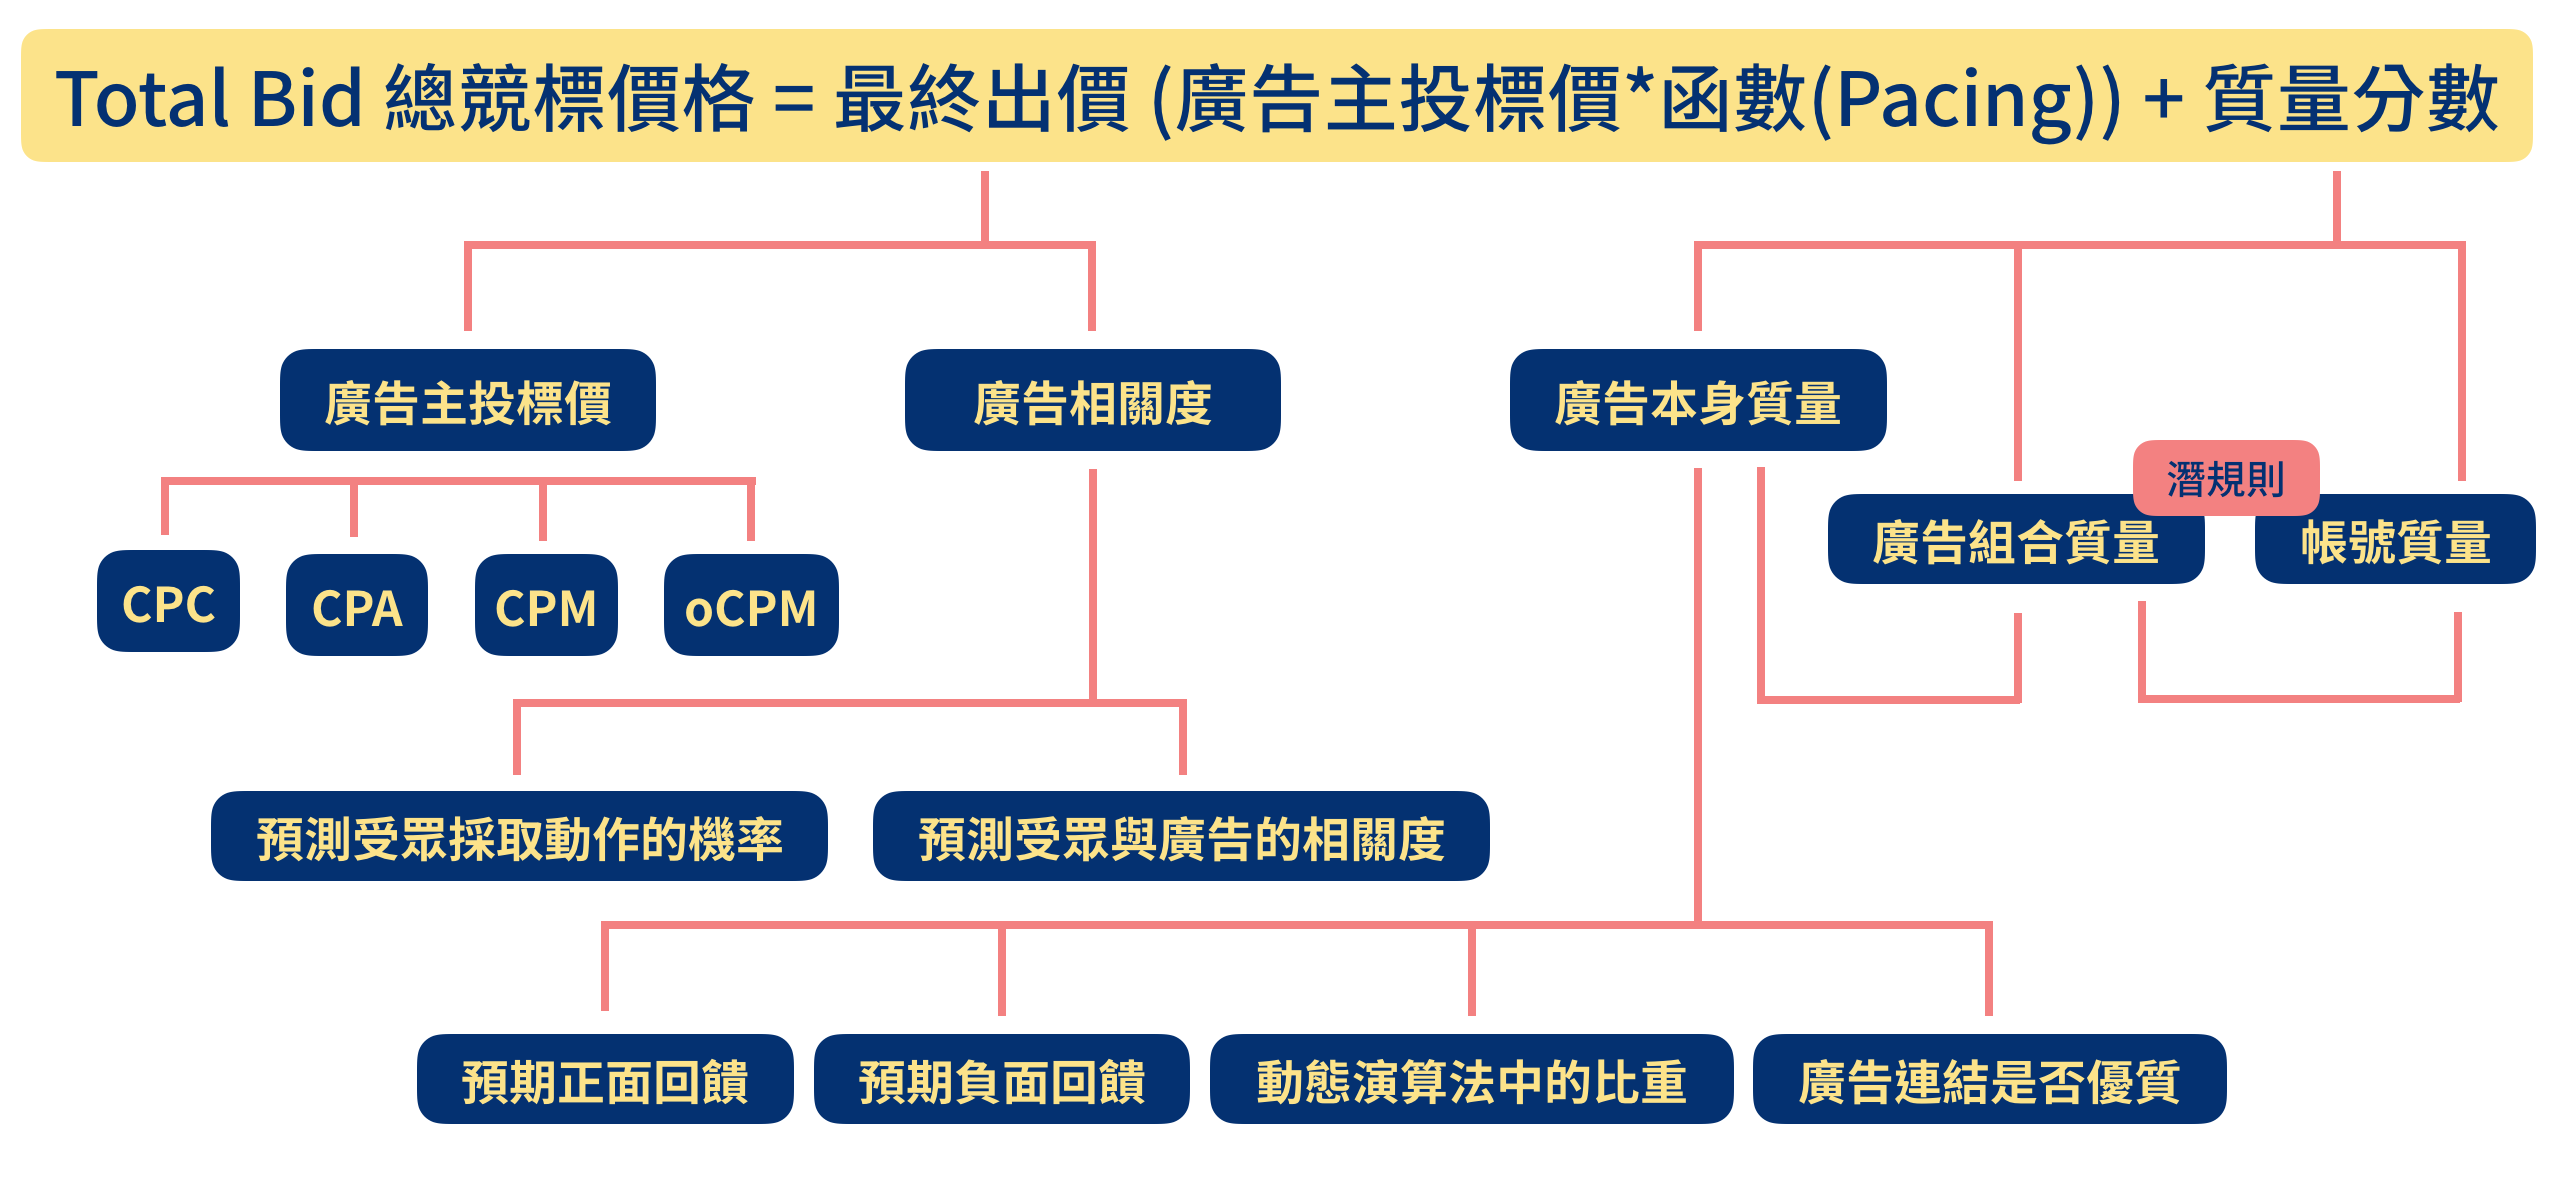 Total Bid 總競標價格 = 最終出價 (廣告主投標價*函數(Pacing)) + 質量分數
廣告主投標價
廣告相關度
廣告本身質量
潛規則
廣告組合質量
帳號質量
CPC
CPA
CPM
oCPM
預測受眾採取動作的機率
預測受眾與廣告的相關度
預期正面回饋
預期負面回饋
動態演算法中的比重
廣告連結是否優質